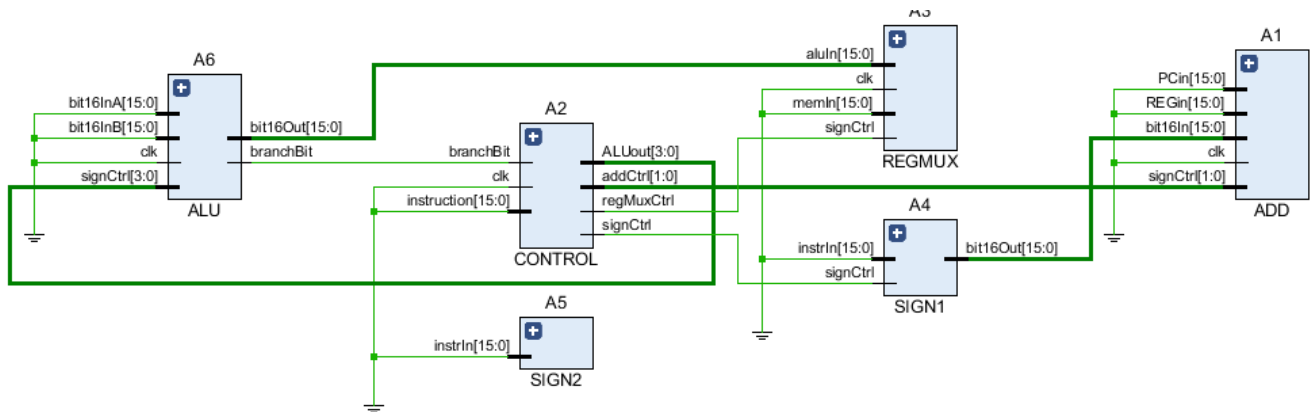 A6
bit16InA[15:0]
bit16InB[15:0]
clk
signCtrl[3:0]
bit16Out[15:0]
branchBit
ALU
A2
branchBit
clk
instruction[15:0]
ALUout[3:0]
addCtrl[1:0]
regMuxCtrl
signCtrl
CONTROL
A5
instrIn[15:0]
SIGN2
A3
aluIn[15:0]
clk
memIn[15:0]
signCtrl
REGMUX
A4
instrIn[15:0]
signCtrl
bit16Out[15:0]
SIGN1
A1
PCin[15:0]
REGin[15:0]
bit16In[15:0]
clk
signCtrl[1:0]
ADD